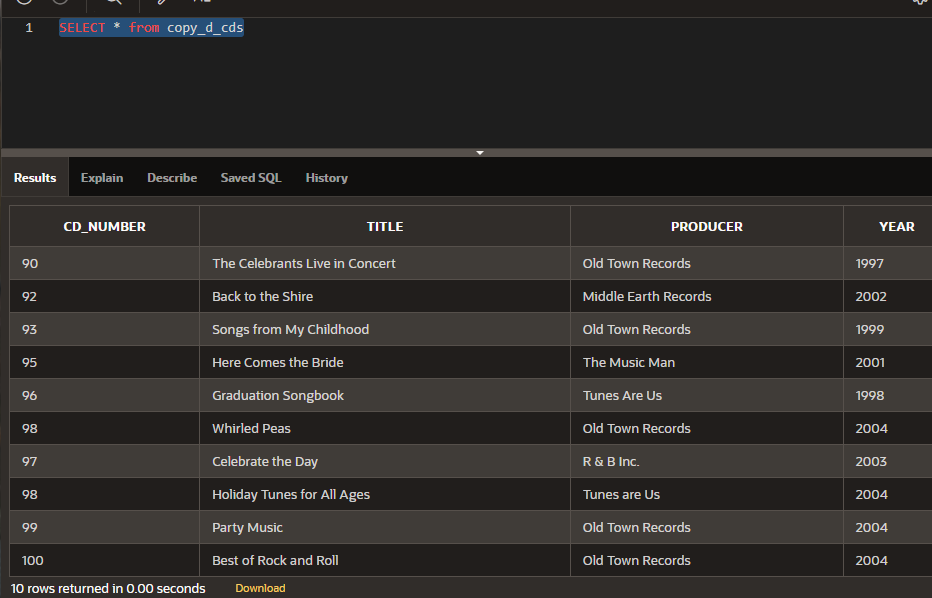 1 SELECT * from copy_d_cds
Results Explain Describe Saved SQL History
CD_NUMBER TITLE PRODUCER YEAR
90 The Celebrants Live in Concert Old Town Records 1997
92 Back to the Shire Middle Earth Records 2002
93 Songs from My Childhood Old Town Records 1999
95 Here Comes the Bride The Music Man 2001
96 Graduation Songbook Tunes Are Us 1998
98 Whirled Peas Old Town Records 2004
97 Celebrate the Day R & B Inc. 2003
98 Holiday Tunes for All Ages Tunes are Us 2004
99 Party Music Old Town Records 2004
100 Best of Rock and Roll Old Town Records 2004
10 rows returned in 0.00 seconds Download